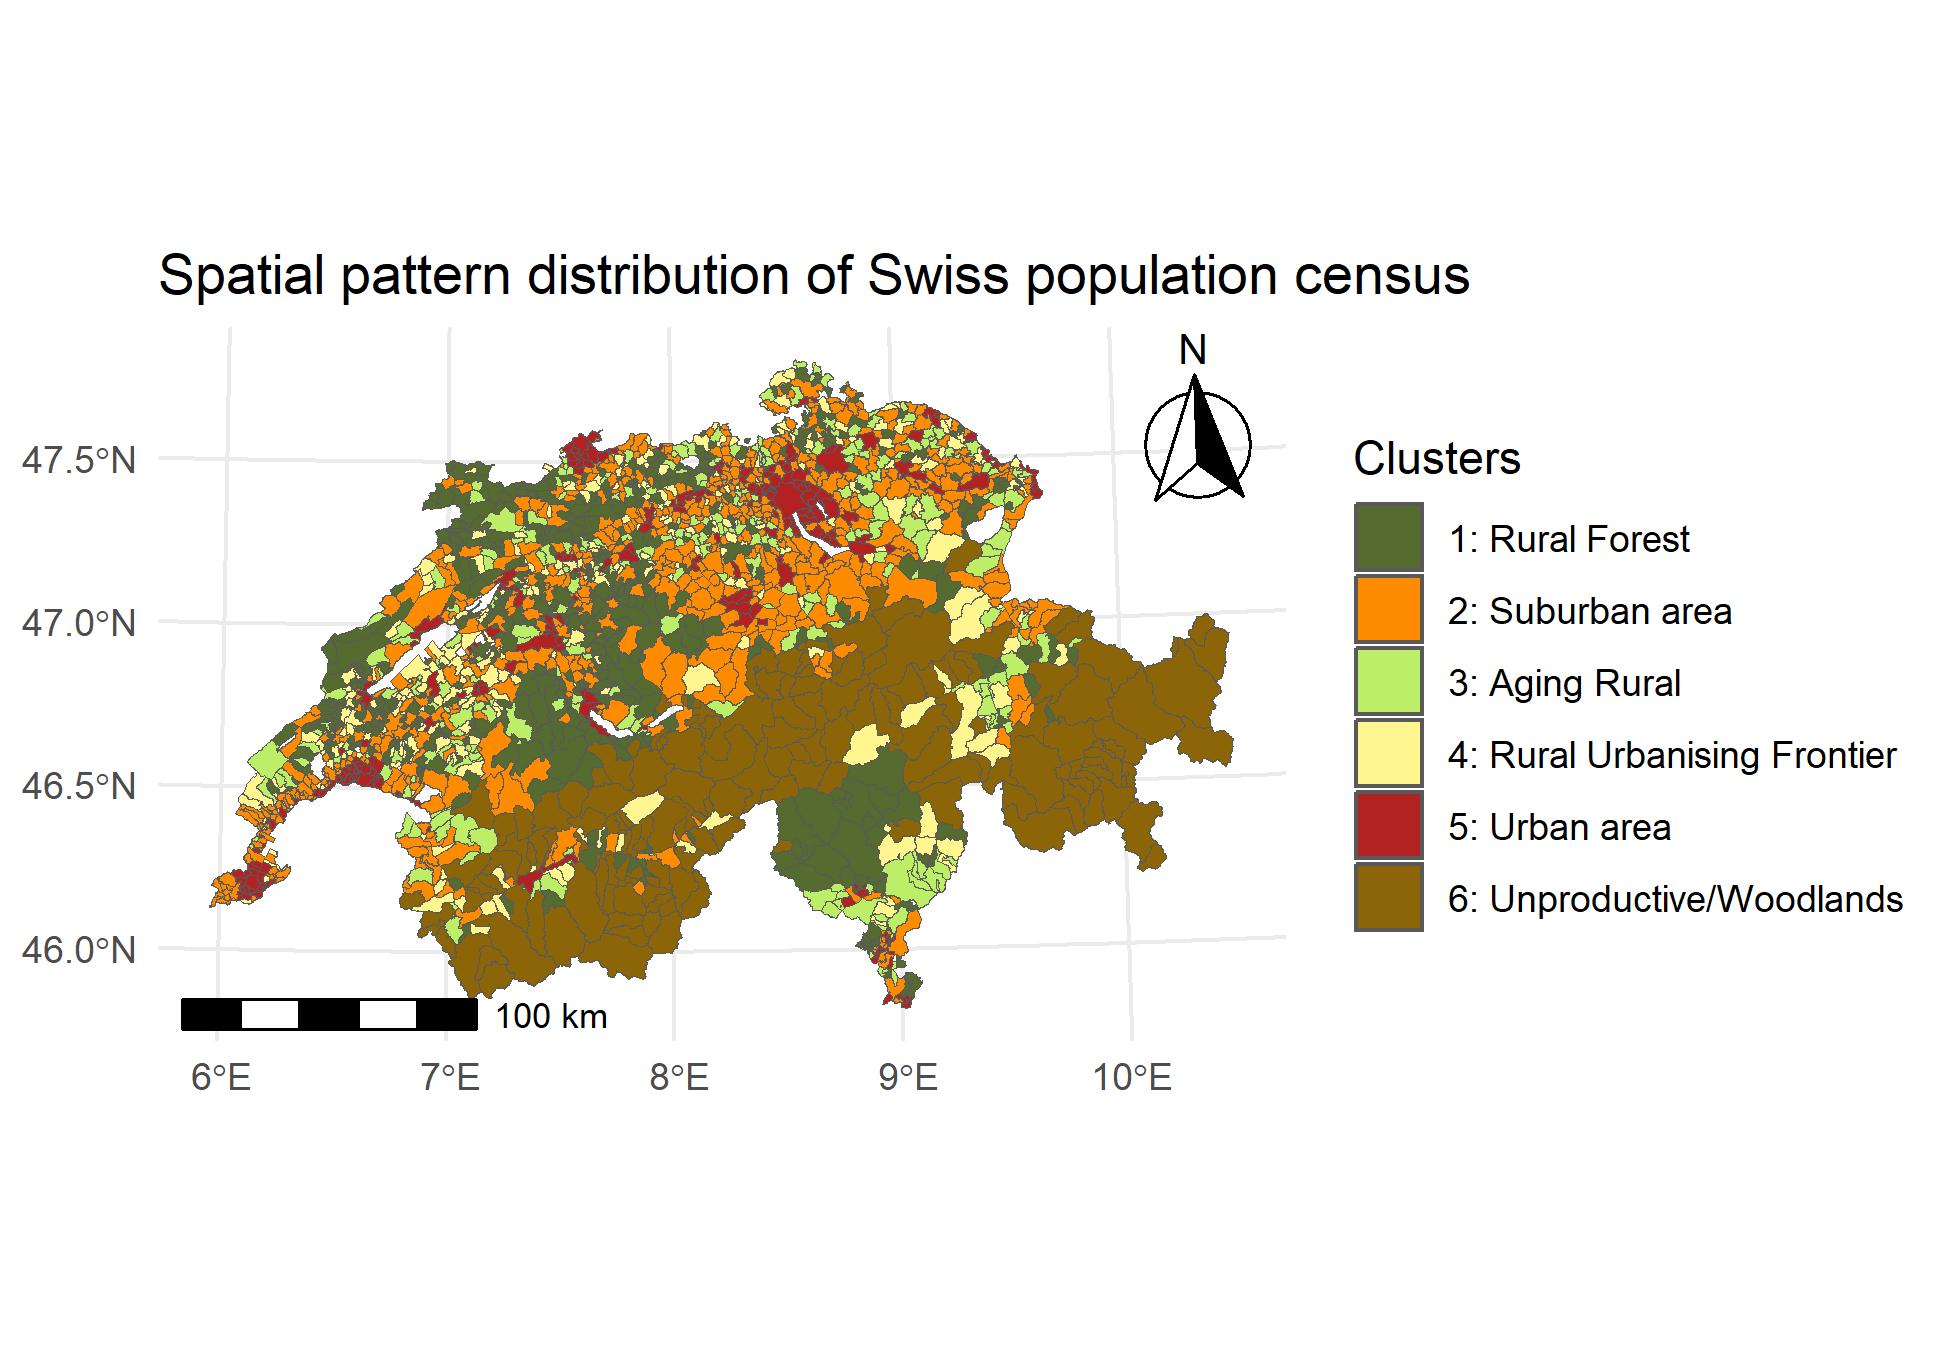 Spatial pattern distribution of Swiss population census
N
47.5°N
47.0°N
46.5°N
46.0°N
100 km
6°E
7°E
8°E
9°E
10°E
Clusters
1: Rural Forest
2: Suburban area
3: Aging Rural
4: Rural Urbanising Frontier
5: Urban area
6: Unproductive/Woodlands